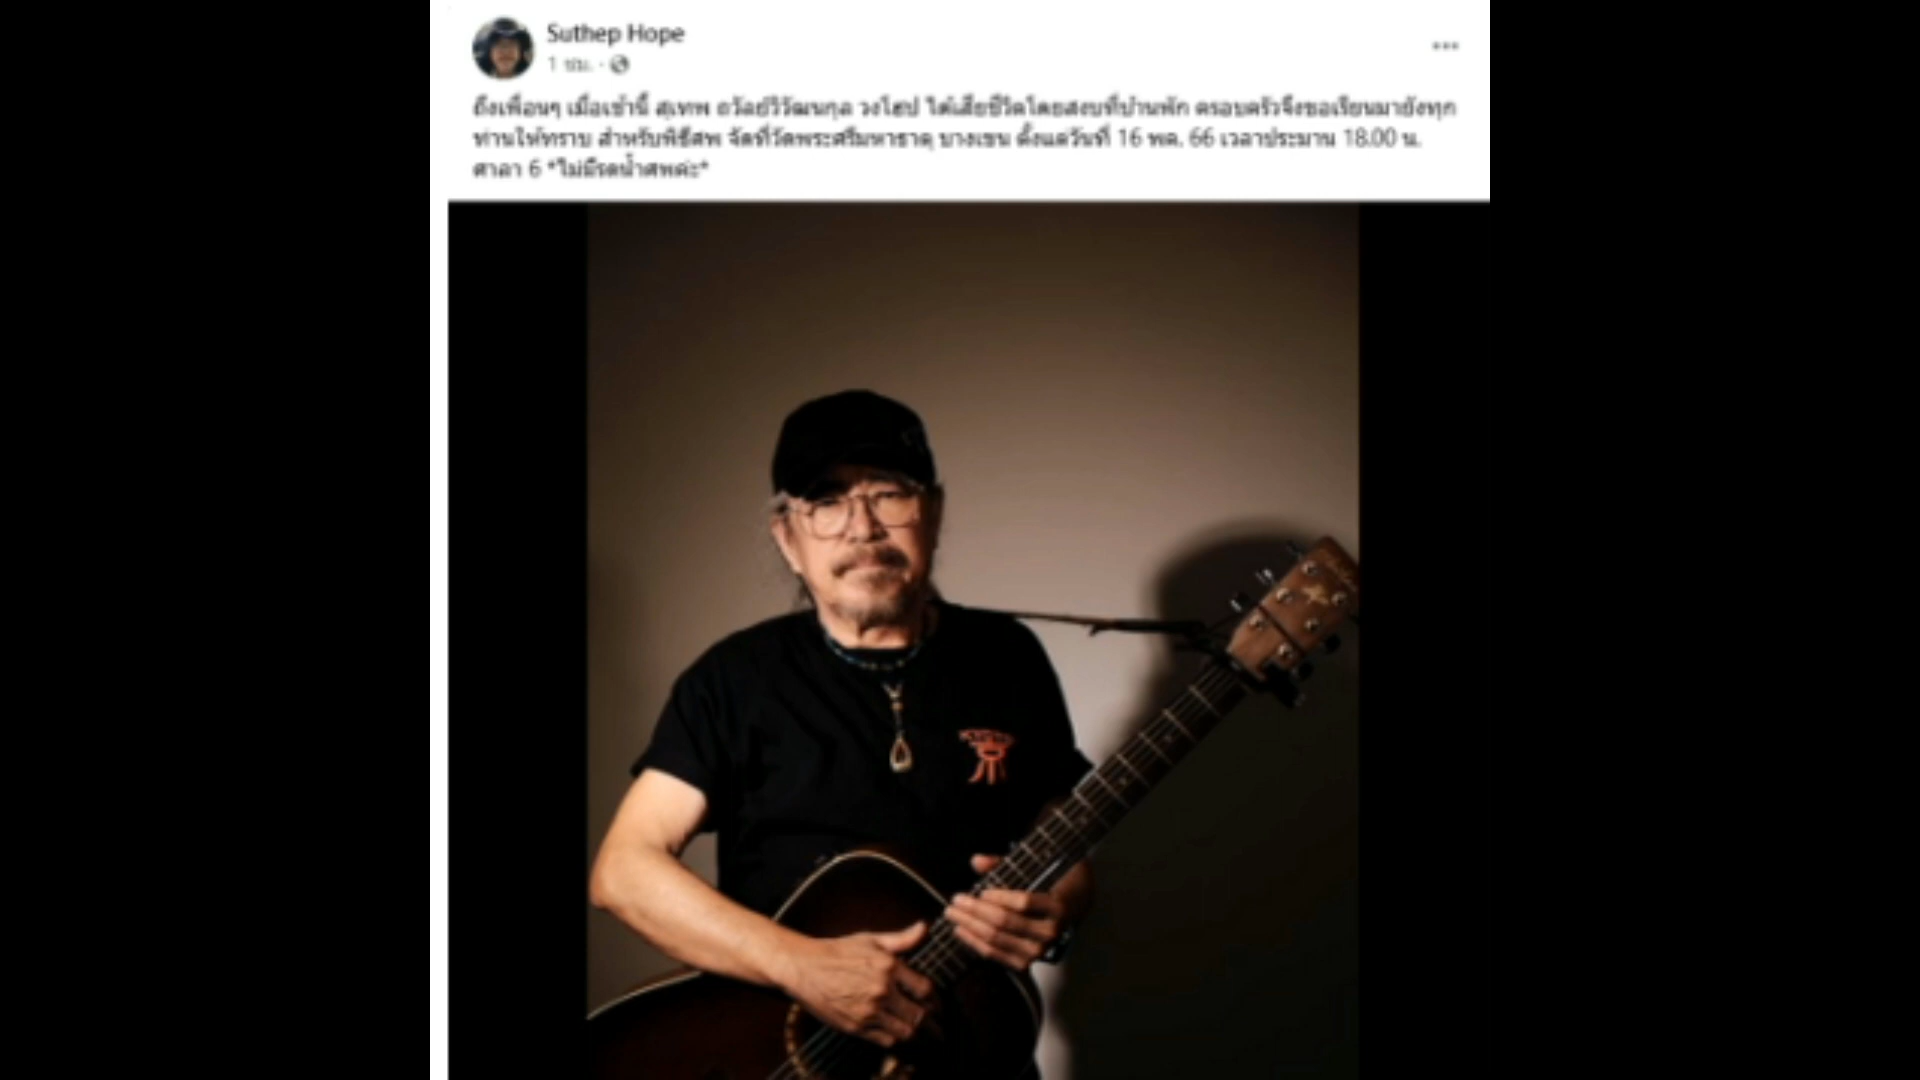 Suthep Hope
1 ชม.
ถึงเพื่อนๆ เมื่อเช้านี้ สุเทพ ถวัลย์วิวัฒนกุล วงโฮป ได้เสียชีวิตโดยสงบที่บ้านพัก ครอบครัวจึงขอเรียนมายังทุก
ท่านให้ทราบ สำหรับพิธีศพ จัดที่วัดพระศรีมหาธาตุ บางเขน ตั้งแต่วันที่ 16 พค. 66 เวลาประมาน 18.00 น.
ศาลา 6 *ไม่มีรดน้ำศพค่ะ*